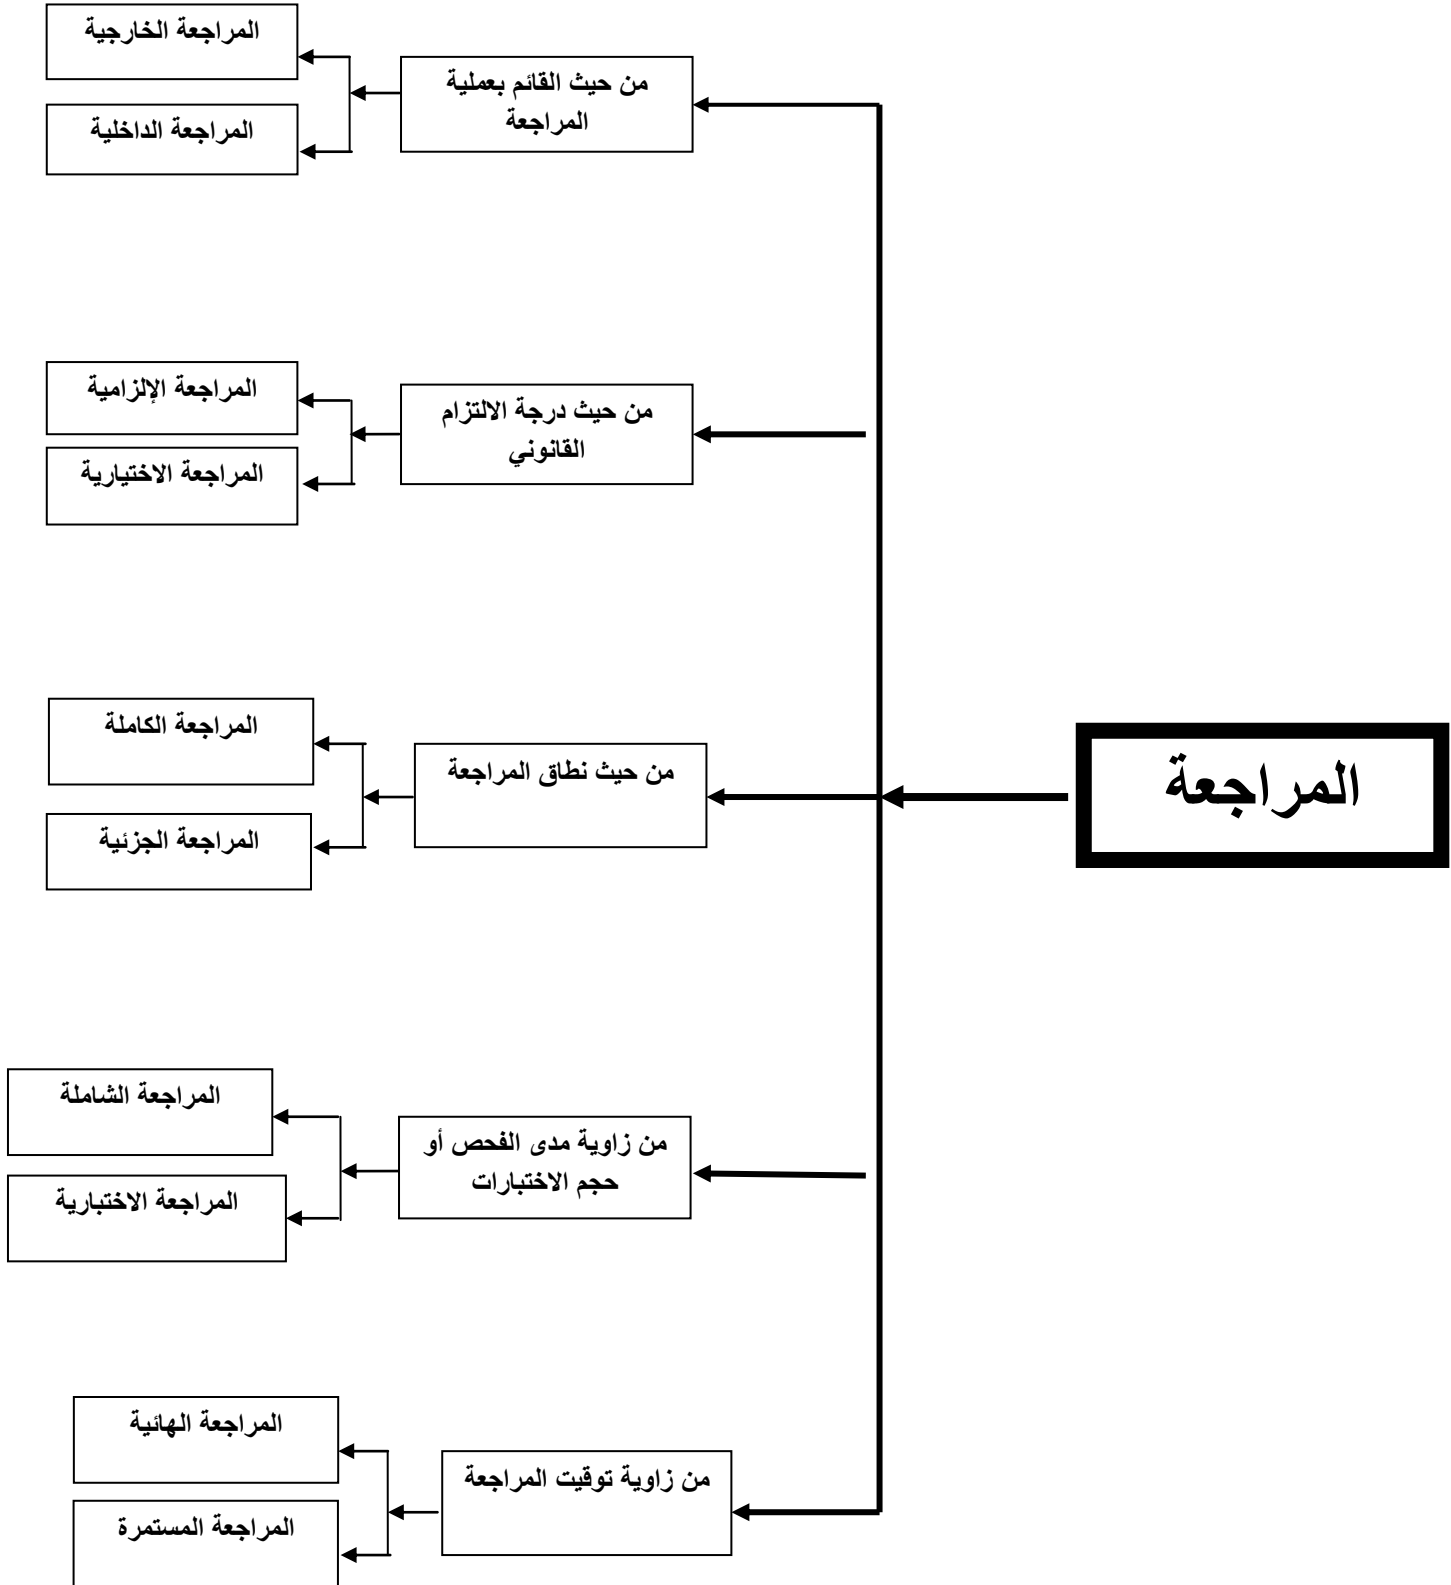 المراجعة
من حيث القائم بعملية
المراجعة
المراجعة الخارجية
المراجعة الداخلية
من حيث درجة الالتزام
القانوني
المراجعة الإلزامية
المراجعة الاختيارية
من حيث نطاق المراجعة
المراجعة الكاملة
المراجعة الجزئية
من زاوية مدى الفحص أو
حجم الاختبارات
المراجعة الشاملة
المراجعة الاختبارية
من زاوية توقيت المراجعة
المراجعة الهائية
المراجعة المستمرة